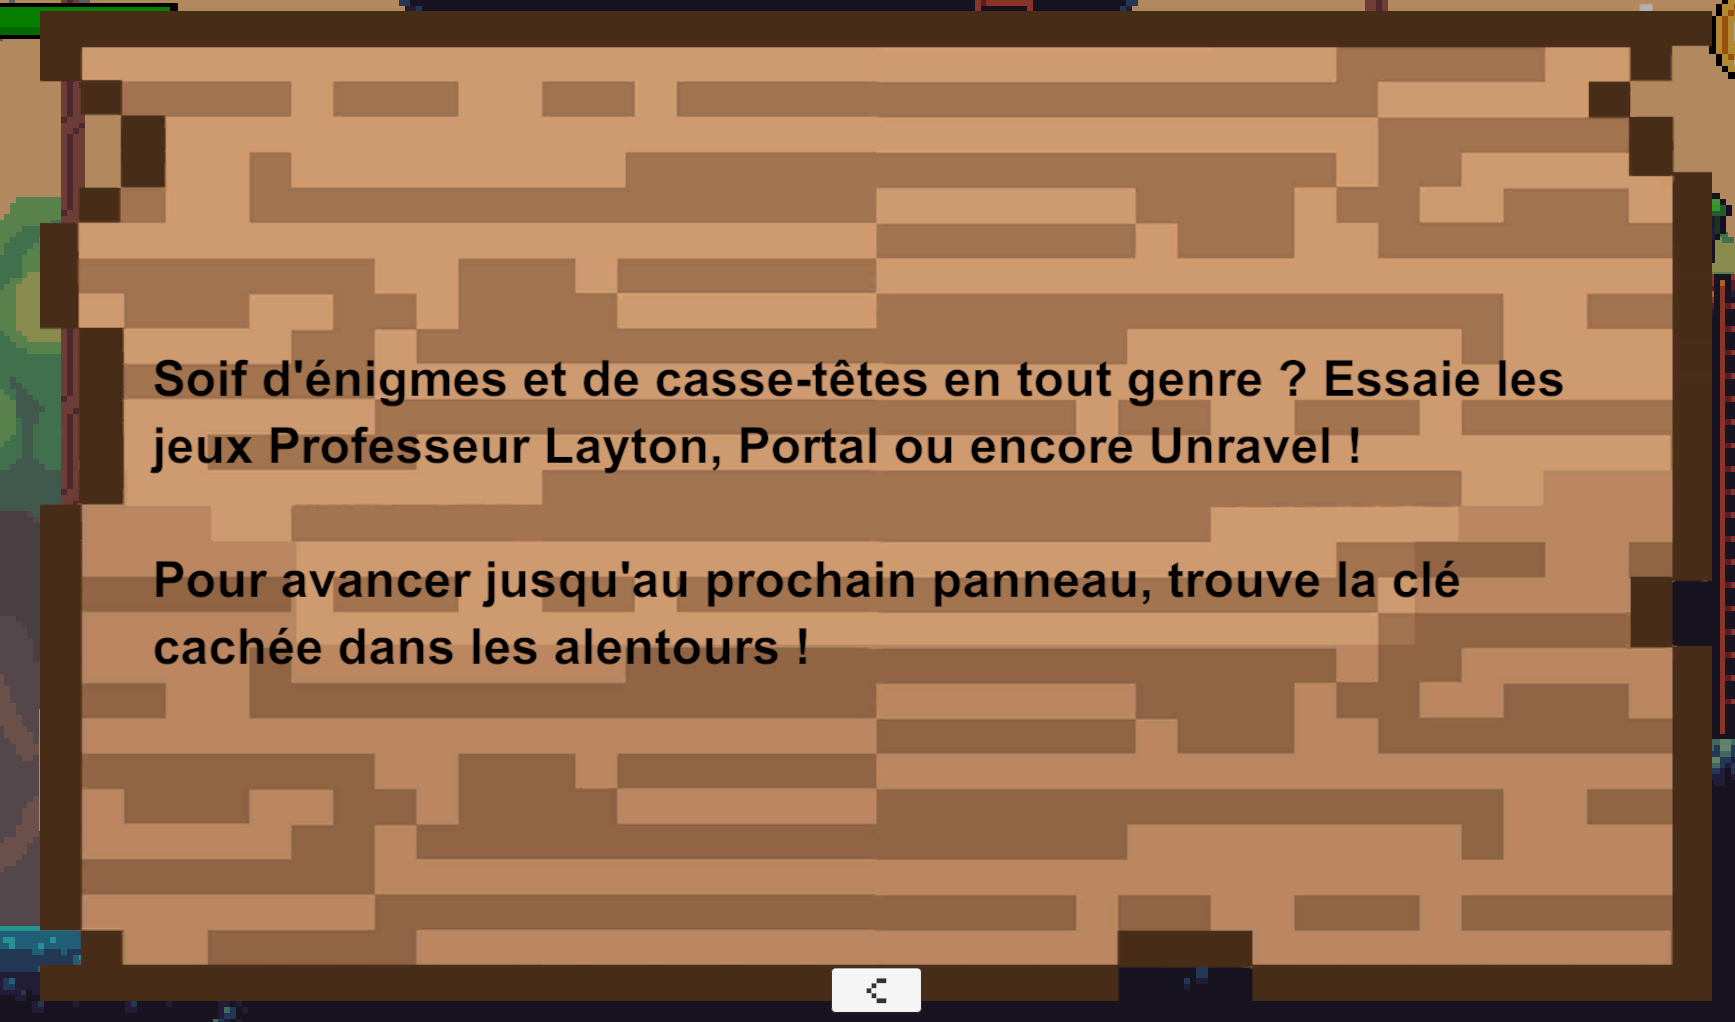 Soif d'énigmes et de casse-têtes en tout genre ? Essaie les
jeux Professeur Layton, Portal ou encore Unravel !
Pour avancer jusqu'au prochain panneau, trouve la clé
cachée dans les alentours !
<